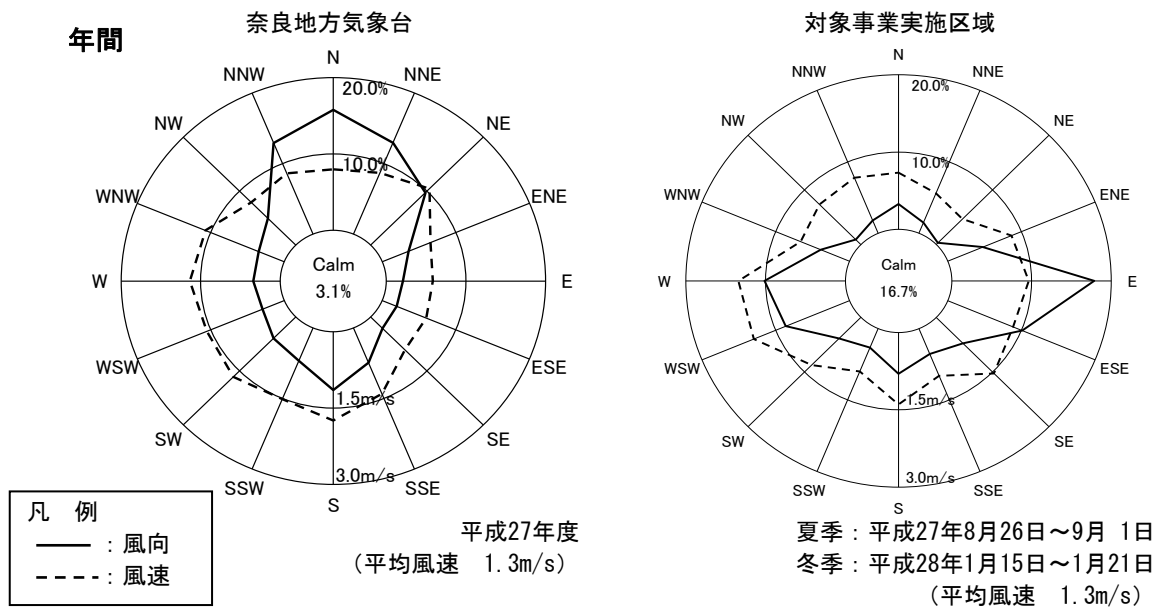 年間
奈良地方気象台
N
NNE
NE
ENE
E
ESE
SE
SSE
S
SSW
SW
WSW
W
WNW
NW
NNW
20.0%
10.0%
Calm
3.1%
1.5m/s
3.0m/s
平成27年度
(平均風速 1.3m/s)
対象事業実施区域
N
NNE
NE
ENE
E
ESE
SE
SSE
S
SSW
SW
WSW
W
WNW
NW
NNW
20.0%
10.0%
Calm
16.7%
1.5m/s
3.0m/s
夏季：平成27年8月26日～9月 1日
冬季：平成28年1月15日～1月21日
(平均風速 1.3m/s)
凡 例
：風向
：風速